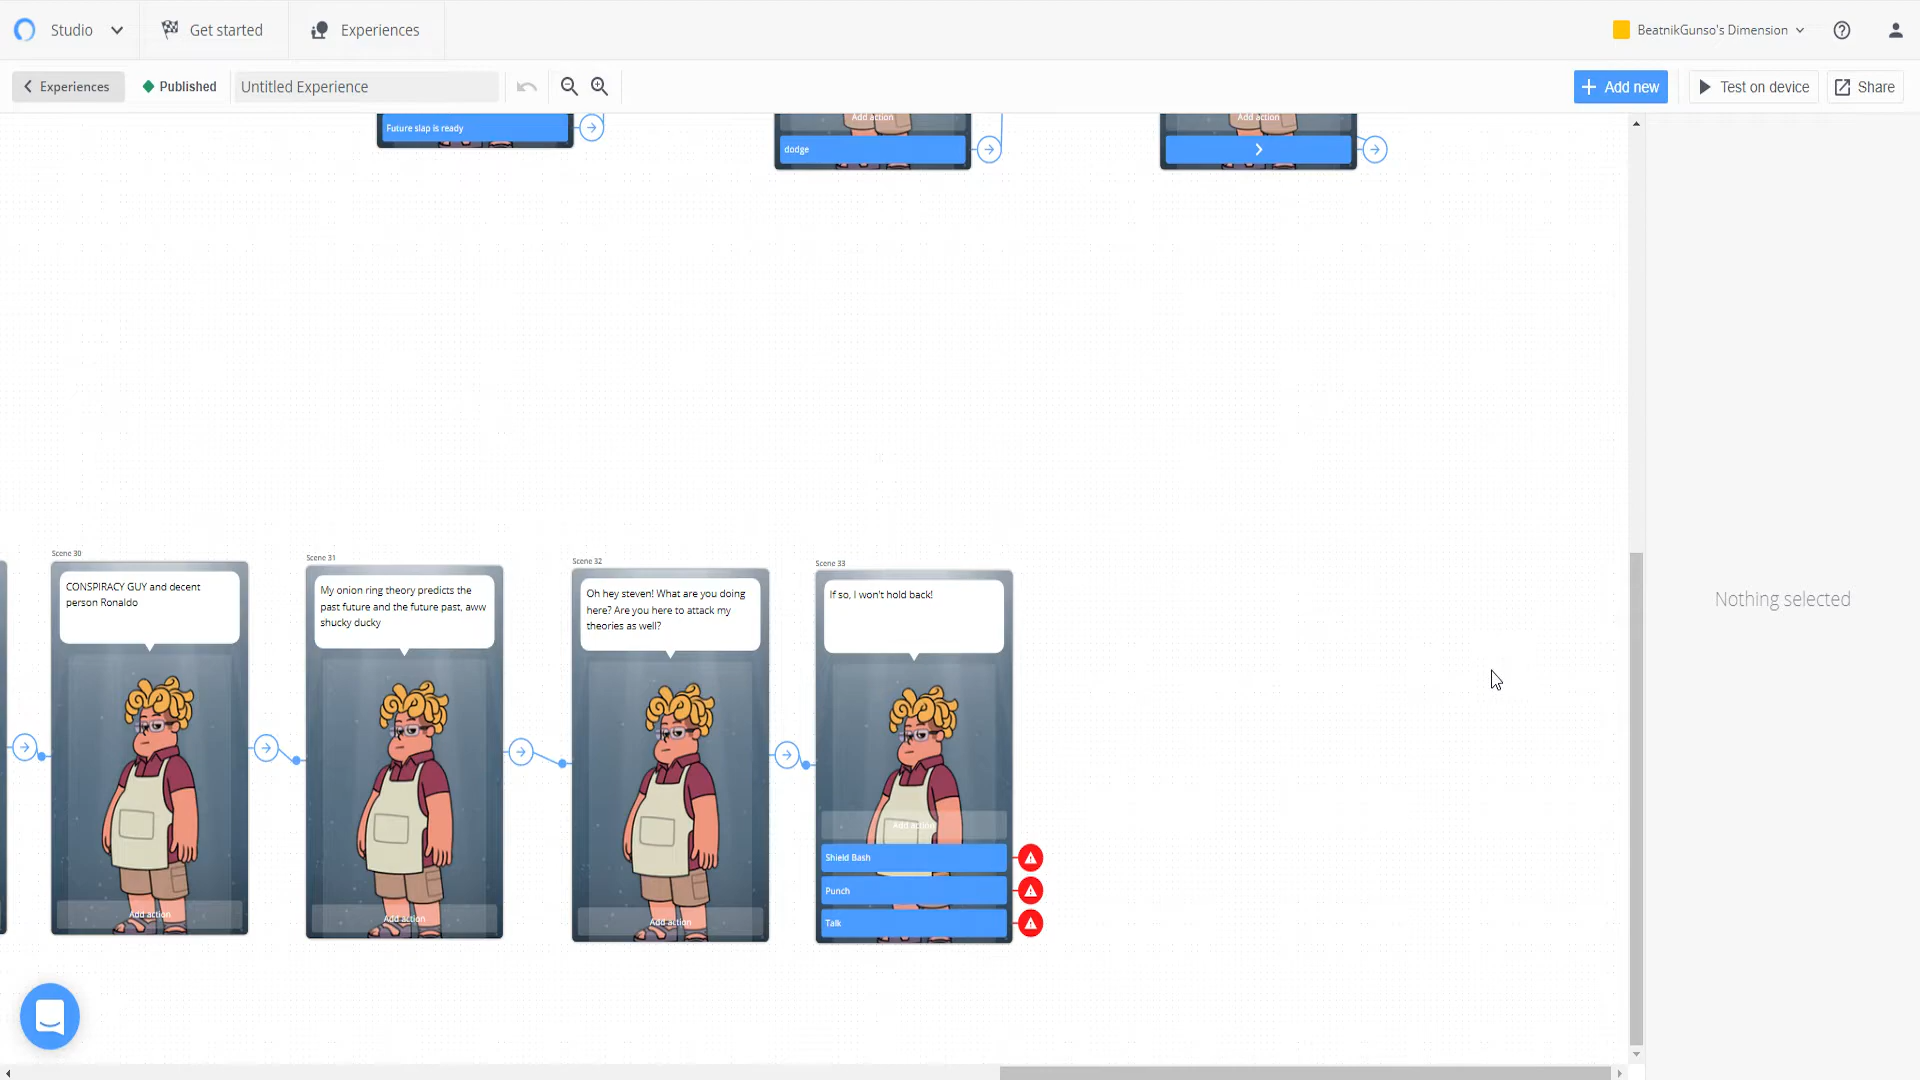 Studio
Get started
Experiences
BeatnikGunso's Dimension
Experiences
Published
Untitled Experience
Add new
Test on device
Share
Future slap is ready
Add action
dodge
Add action
Nothing selected
Scene 30
CONSPIRACY GUY and decent
person Ronaldo
Add action
Scene 31
My onion ring theory predicts the
past future and the future past, aww
shucky ducky
Add action
Scene 32
Oh hey steven! What are you doing
here? Are you here to attack my
theories as well?
Add action
Scene 33
If so, I won't hold back!
Add action
Shield Bash
Punch
Talk